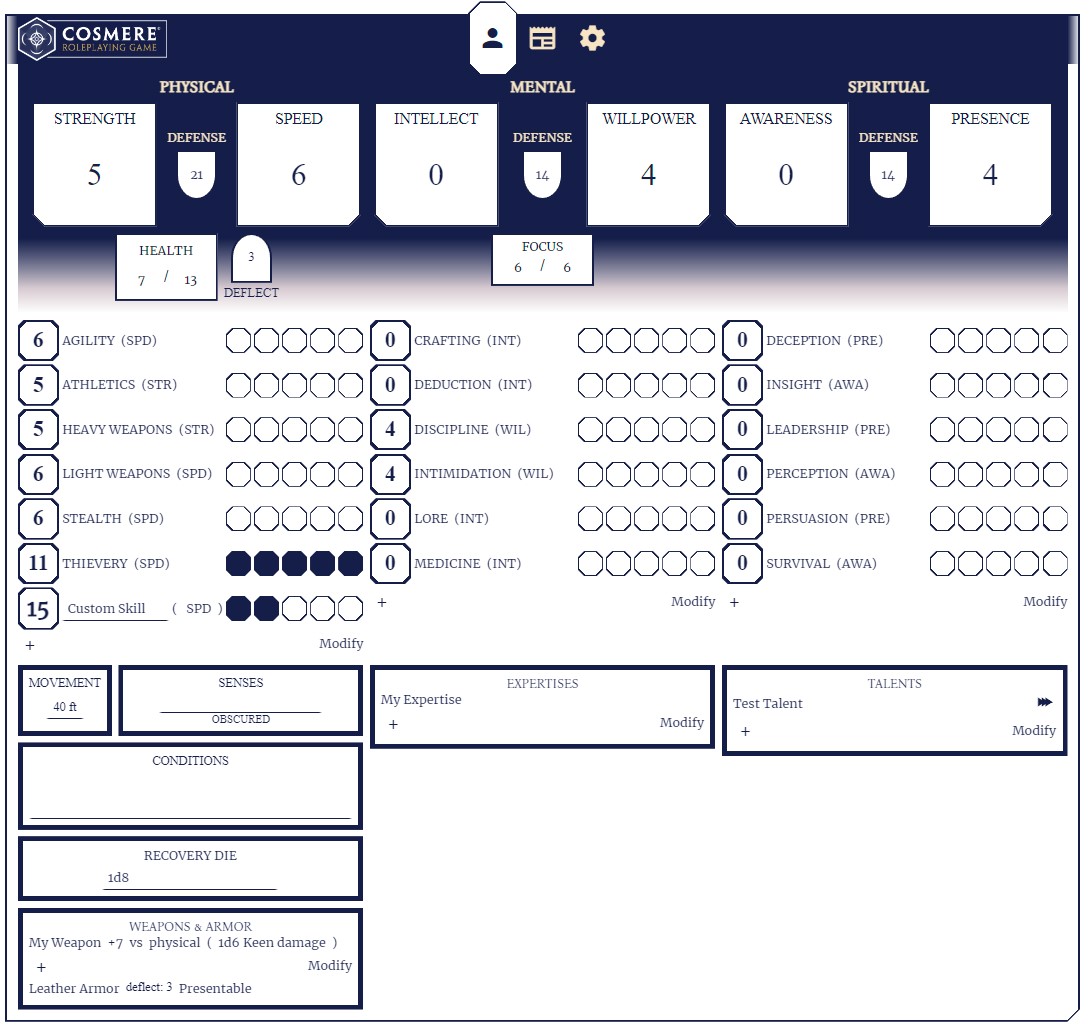 COSMERE®
ROLEPLAYING GAME
PHYSICAL
MENTAL
SPIRITUAL
STRENGTH
5
DEFENSE
21
SPEED
6
INTELLECT
0
DEFENSE
14
WILLPOWER
4
AWARENESS
0
DEFENSE
14
PRESENCE
4
HEALTH
7 / 13
3
DEFLECT
FOCUS
6 / 6
6 AGILITY (SPD)
5 ATHLETICS (STR)
5 HEAVY WEAPONS (STR)
6 LIGHT WEAPONS (SPD)
6 STEALTH (SPD)
11 THIEVERY (SPD)
15 Custom Skill ( SPD )
+ Modify
0 CRAFTING (INT)
0 DEDUCTION (INT)
4 DISCIPLINE (WIL)
4 INTIMIDATION (WIL)
0 LORE (INT)
0 MEDICINE (INT)
+ Modify
0 DECEPTION (PRE)
0 INSIGHT (AWA)
0 LEADERSHIP (PRE)
0 PERCEPTION (AWA)
0 PERSUASION (PRE)
0 SURVIVAL (AWA)
+ Modify
MOVEMENT
40 ft
SENSES
OBSCURED
CONDITIONS
RECOVERY DIE
1d8
WEAPONS & ARMOR
My Weapon +7 vs physical ( 1d6 Keen damage )
+ Modify
Leather Armor deflect: 3 Presentable
EXPERTISES
My Expertise
+ Modify
TALENTS
Test Talent
+ Modify